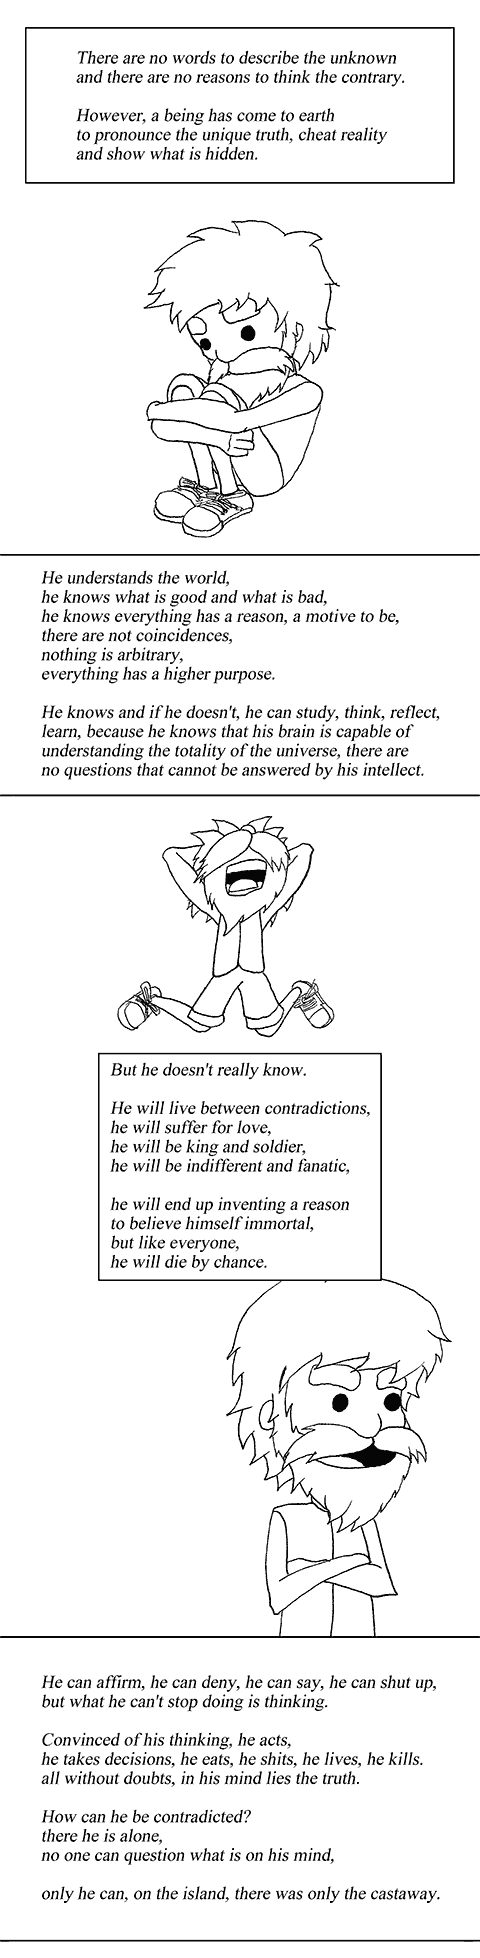 There are no words to describe the unknown
and there are no reasons to think the contrary.
However, a being has come to earth
to pronounce the unique truth, cheat reality
and show what is hidden.
He understands the world,
he knows what is good and what is bad,
he knows everything has a reason, a motive to be,
there are not coincidences,
nothing is arbitrary,
everything has a higher purpose.
He knows and if he doesn't, he can study, think, reflect,
learn, because he knows that his brain is capable of
understanding the totality of the universe, there are
no questions that cannot be answered by his intellect.
But he doesn't really know.
He will live between contradictions,
he will suffer for love,
he will be king and soldier,
he will be indifferent and fanatic,
he will end up inventing a reason
to believe himself immortal,
but like everyone,
he will die by chance.
He can affirm, he can deny, he can say, he can shut up,
but what he can't stop doing is thinking.
Convinced of his thinking, he acts,
he takes decisions, he eats, he shits, he lives, he kills.
all without doubts, in his mind lies the truth.
How can he be contradicted?
there he is alone,
no one can question what is on his mind,
only he can, on the island, there was only the castaway.